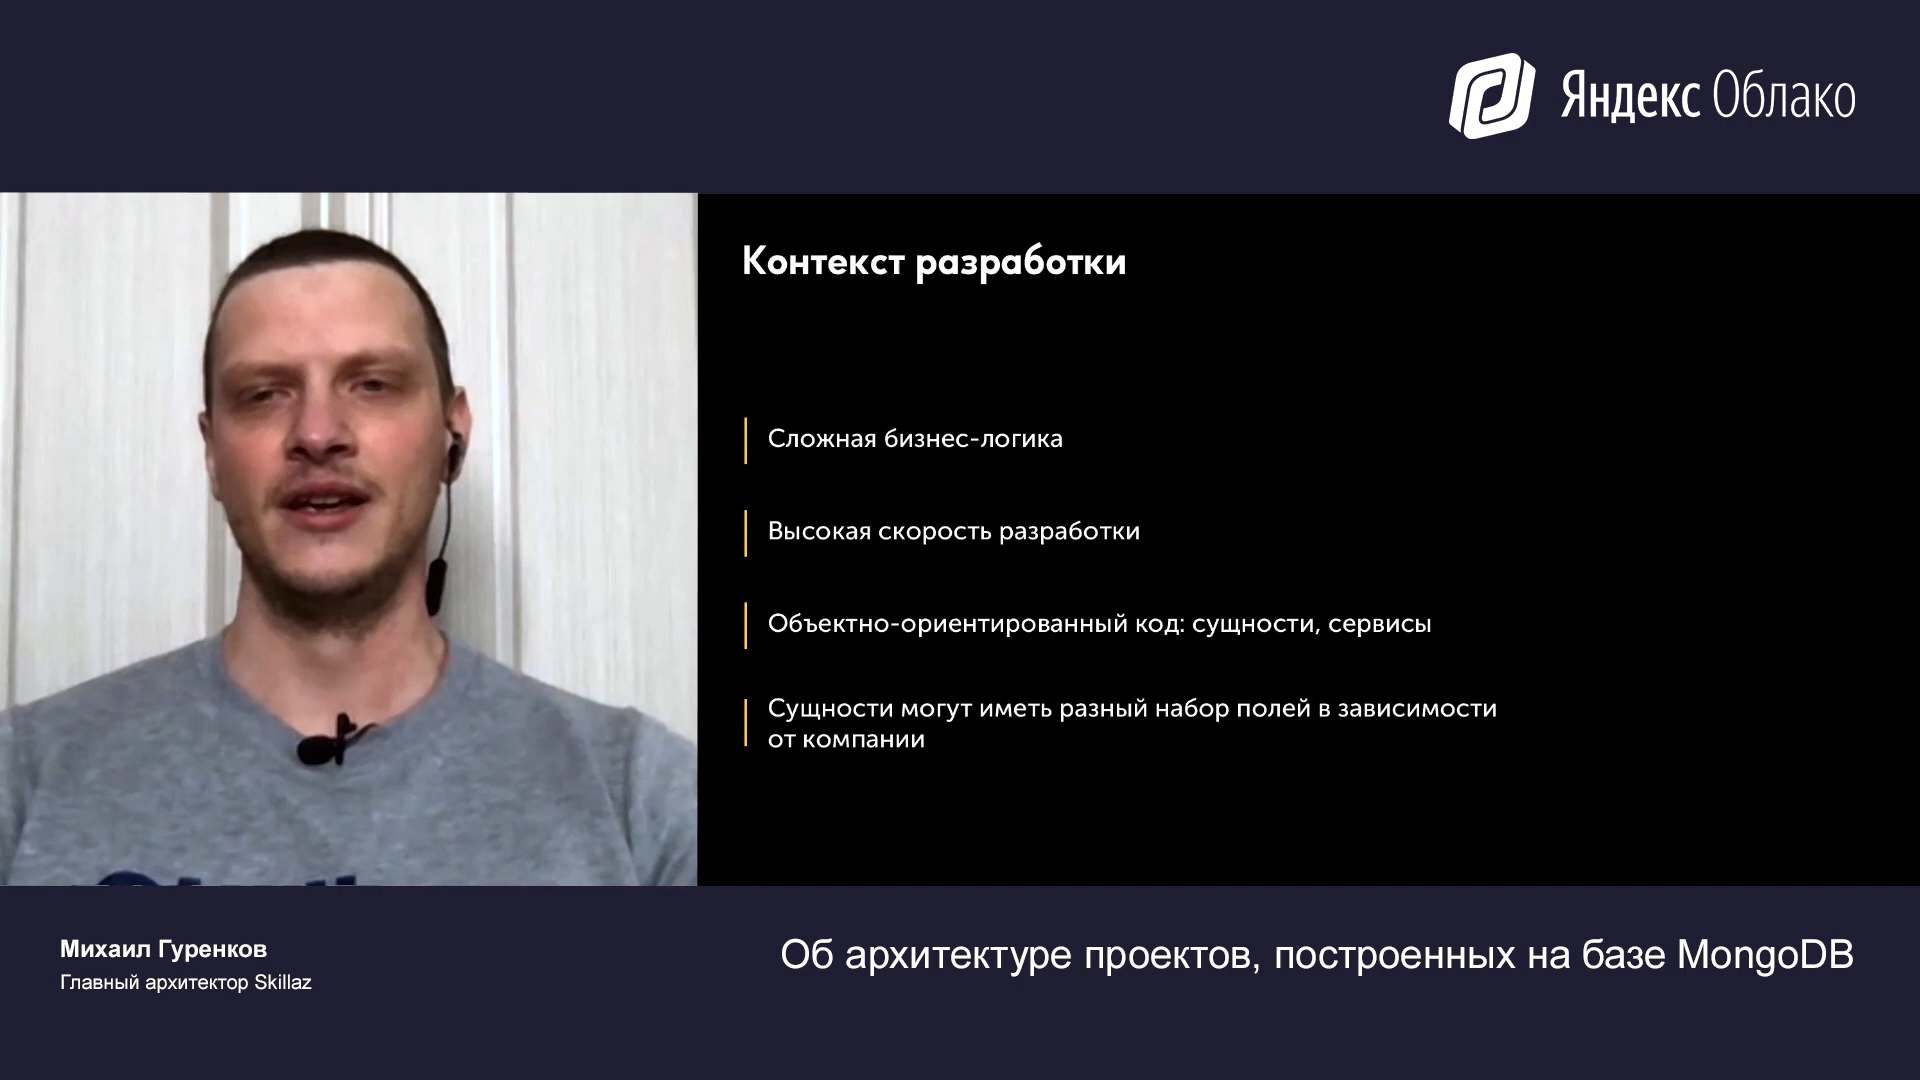 Яндекс Облако
Контекст разработки
Сложная бизнес-логика
Высокая скорость разработки
Объектно-ориентированный код: сущности, сервисы
Сущности могут иметь разный набор полей в зависимости
от компании
Михаил Гуренков
Главный архитектор Skillaz
Об архитектуре проектов, построенных на базе MongoDB